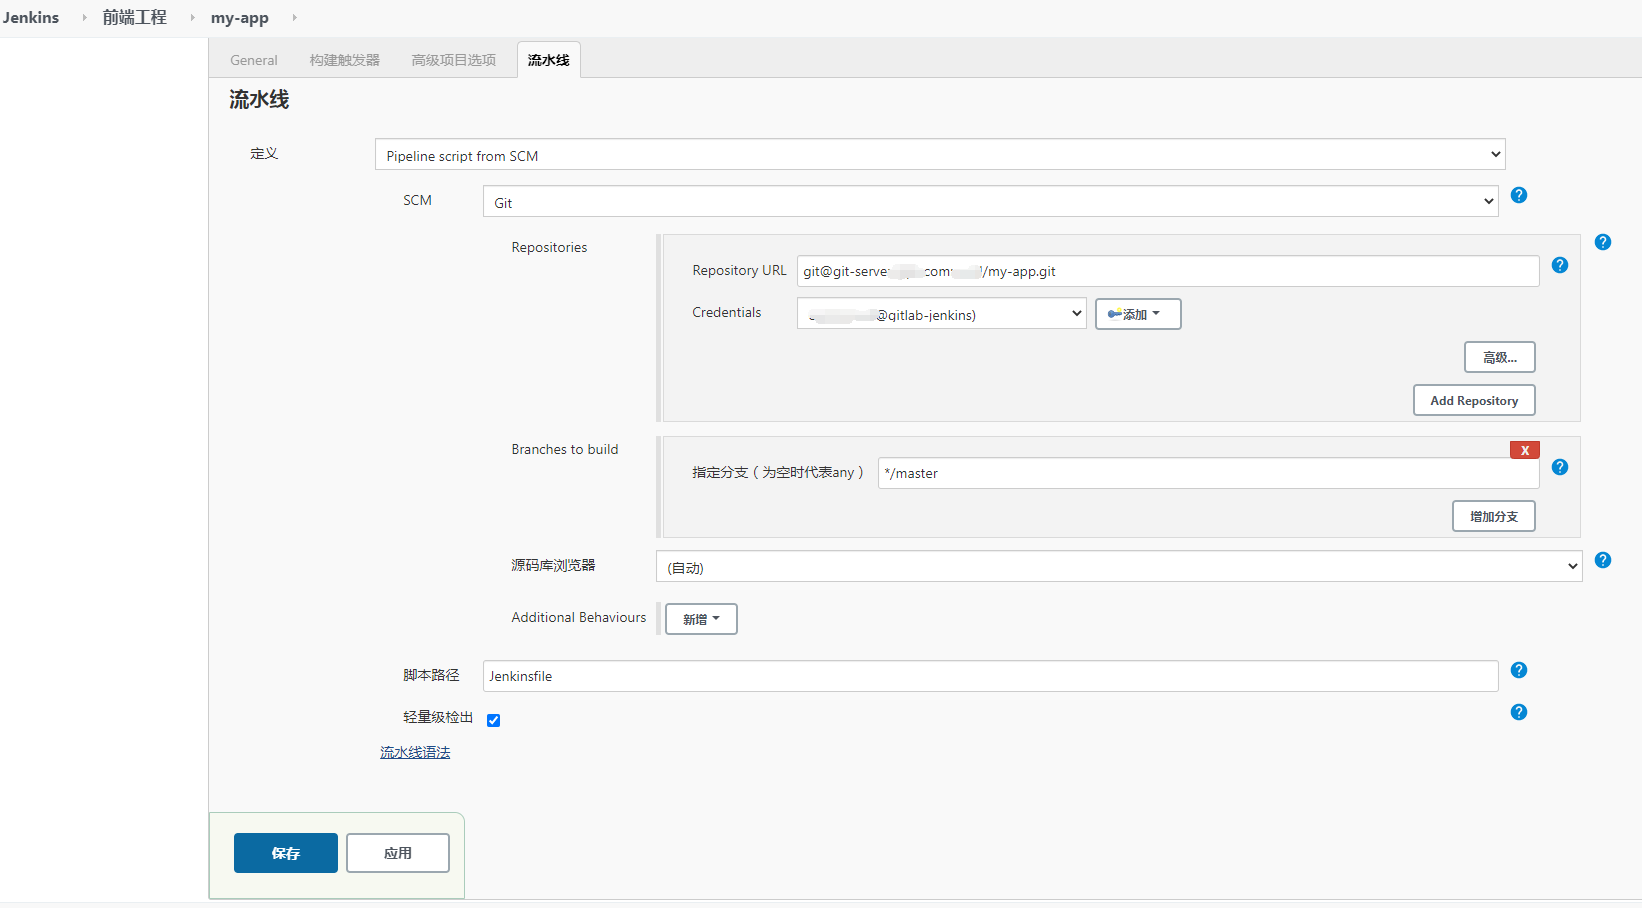 Jenkins 前端工程 my-app
General 构建触发器 高级项目选项 流水线
流水线
定义 Pipeline script from SCM
SCM Git
Repositories
Repository URL git@git-serve com /my-app.git
Credentials @gitlab-jenkins) 添加
高级...
Add Repository
Branches to build
X
指定分支（为空时代表any） */master
增加分支
源码库浏览器 (自动)
Additional Behaviours 新增
脚本路径 Jenkinsfile
轻量级检出
流水线语法
保存 应用